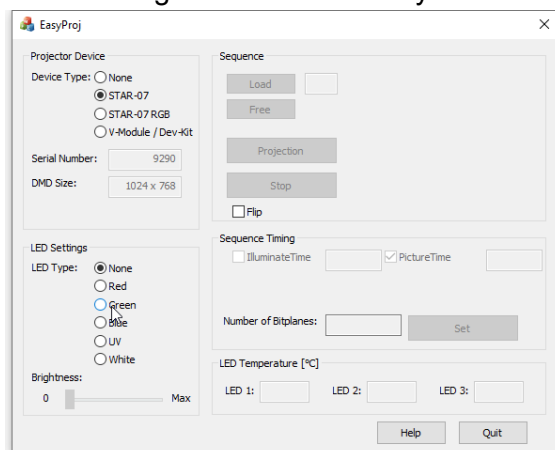 EasyProj
Projector Device
Device Type:
None
STAR-07
STAR-07 RGB
V-Module / Dev-Kit
Serial Number:
9290
DMD Size:
1024 x 768
LED Settings
LED Type:
None
Red
Green
Blue
UV
White
Brightness:
0
Max
Sequence
Load
Free
Projection
Stop
Flip
Sequence Timing
IlluminateTime
PictureTime
Number of Bitplanes:
Set
LED Temperature [°C]
LED 1:
LED 2:
LED 3:
Help
Quit